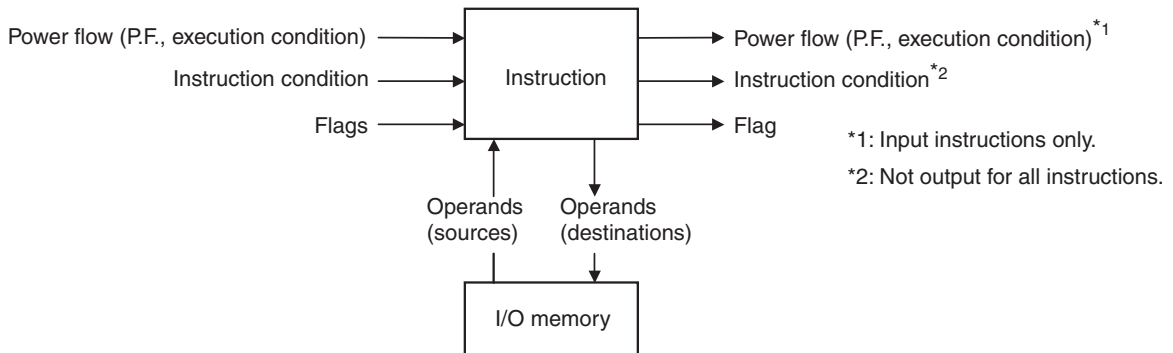 Power flow (P.F., execution condition)
Instruction condition
Flags
Instruction
Power flow (P.F., execution condition)*1
Instruction condition*2
Flag
*1: Input instructions only.
*2: Not output for all instructions.
Operands
(sources)
Operands
(destinations)
I/O memory